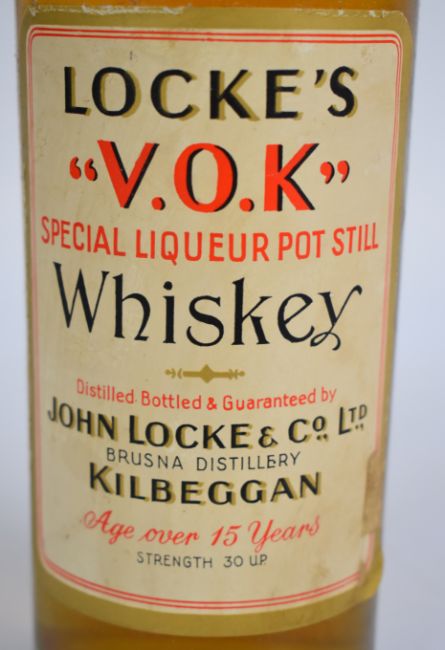 LOCKE'S
"V.O.K"
SPECIAL LIQUEUR POT STILL
Whiskey
Distilled. Bottled & Guaranteed by
JOHN LOCKE & Co. LTD
BRUSNA DISTILLERY
KILBEGGAN
Age over 15 Years
STRENGTH 30 U.P.